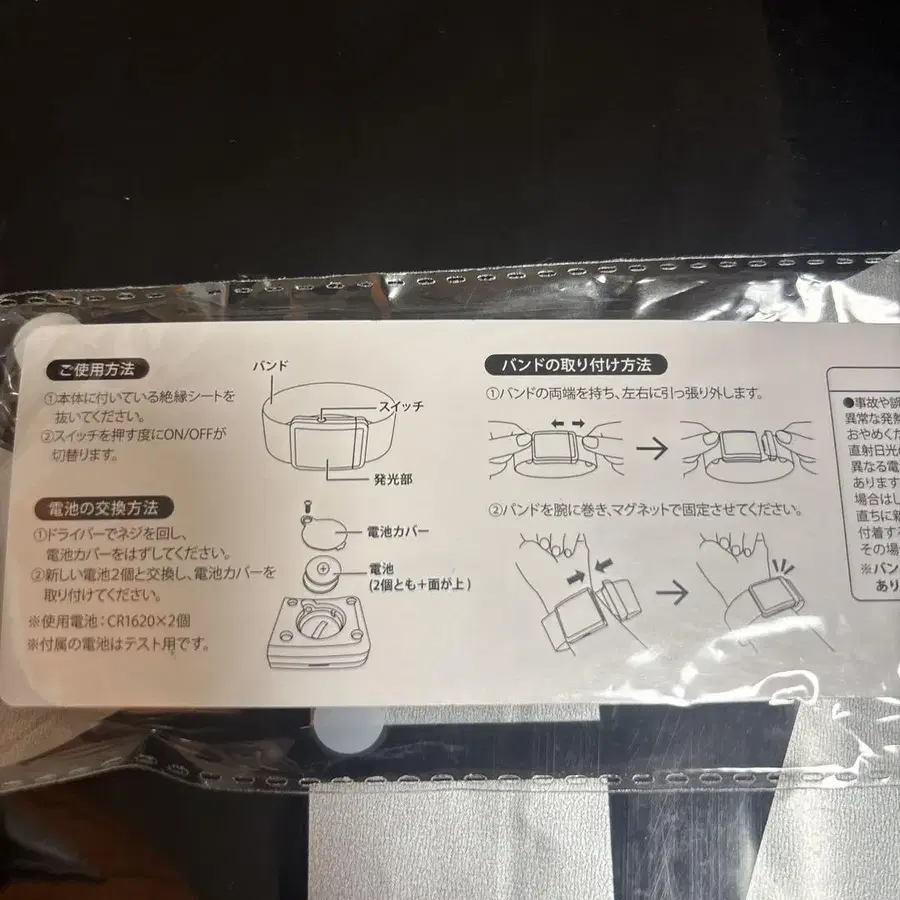 ご使用方法
①本体に付いている絶縁シートを
抜いてください。
②スイッチを押す度にON/OFFが
切替ります。
バンド
スイッチ
発光部
電池の交換方法
①ドライバーでネジを回し、
電池カバーをはずしてください。
②新しい電池2個と交換し、電池カバーを
取り付けてください。
※使用電池：CR1620×2個
※付属の電池はテスト用です。
電池カバー
電池
(2個とも＋面が上)
バンドの取り付け方法
①バンドの両端を持ち、左右に引っ張り外します。
②バンドを腕に巻き、マグネットで固定させてください。
●事故や誤
異常な発熱
おやめくだ
直射日光の
異なる電
あります
場合はし
直ちに新
付着す
その場
※バン
あり